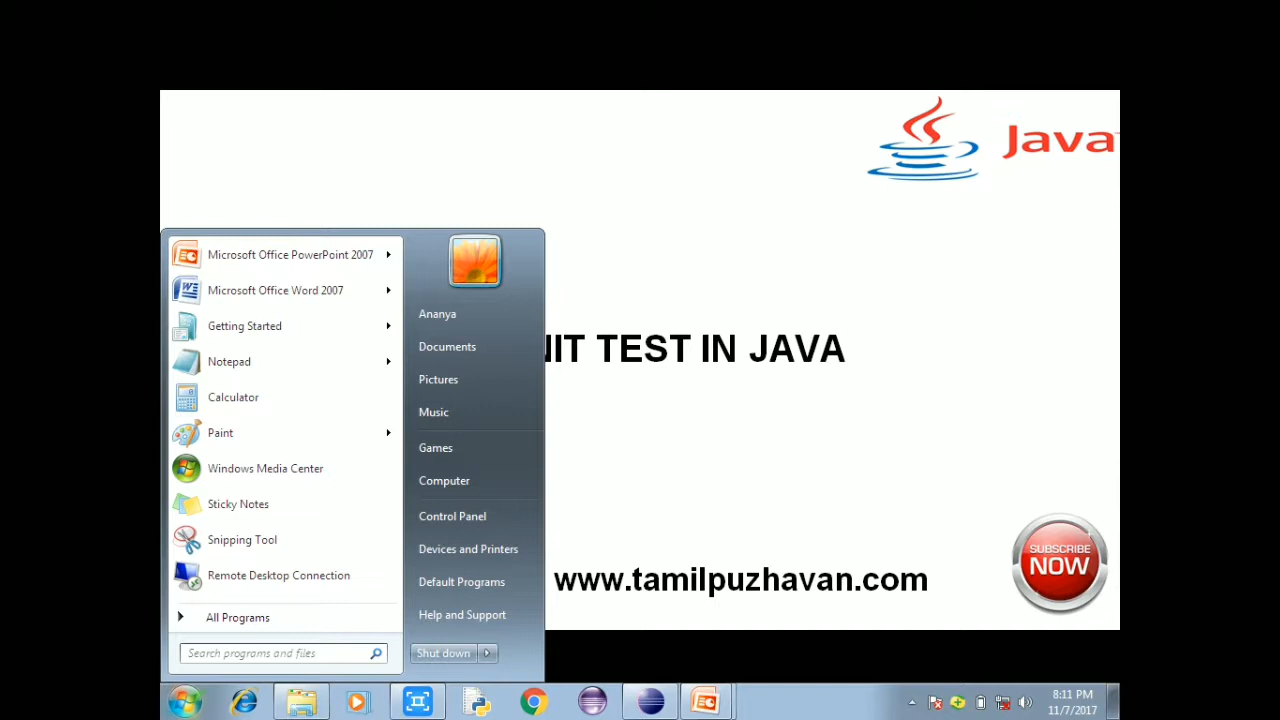 Java
Microsoft Office PowerPoint 2007
Microsoft Office Word 2007
Getting Started
Notepad
Calculator
Paint
Windows Media Center
Sticky Notes
Snipping Tool
Remote Desktop Connection
All Programs
Search programs and files
Ananya
Documents
Pictures
Music
Games
Computer
Control Panel
Devices and Printers
Default Programs
Help and Support
Shut down
NIT TEST IN JAVA
www.tamilpuzhavan.com
SUBSCRIBE
NOW
8:11 PM
11/7/2017